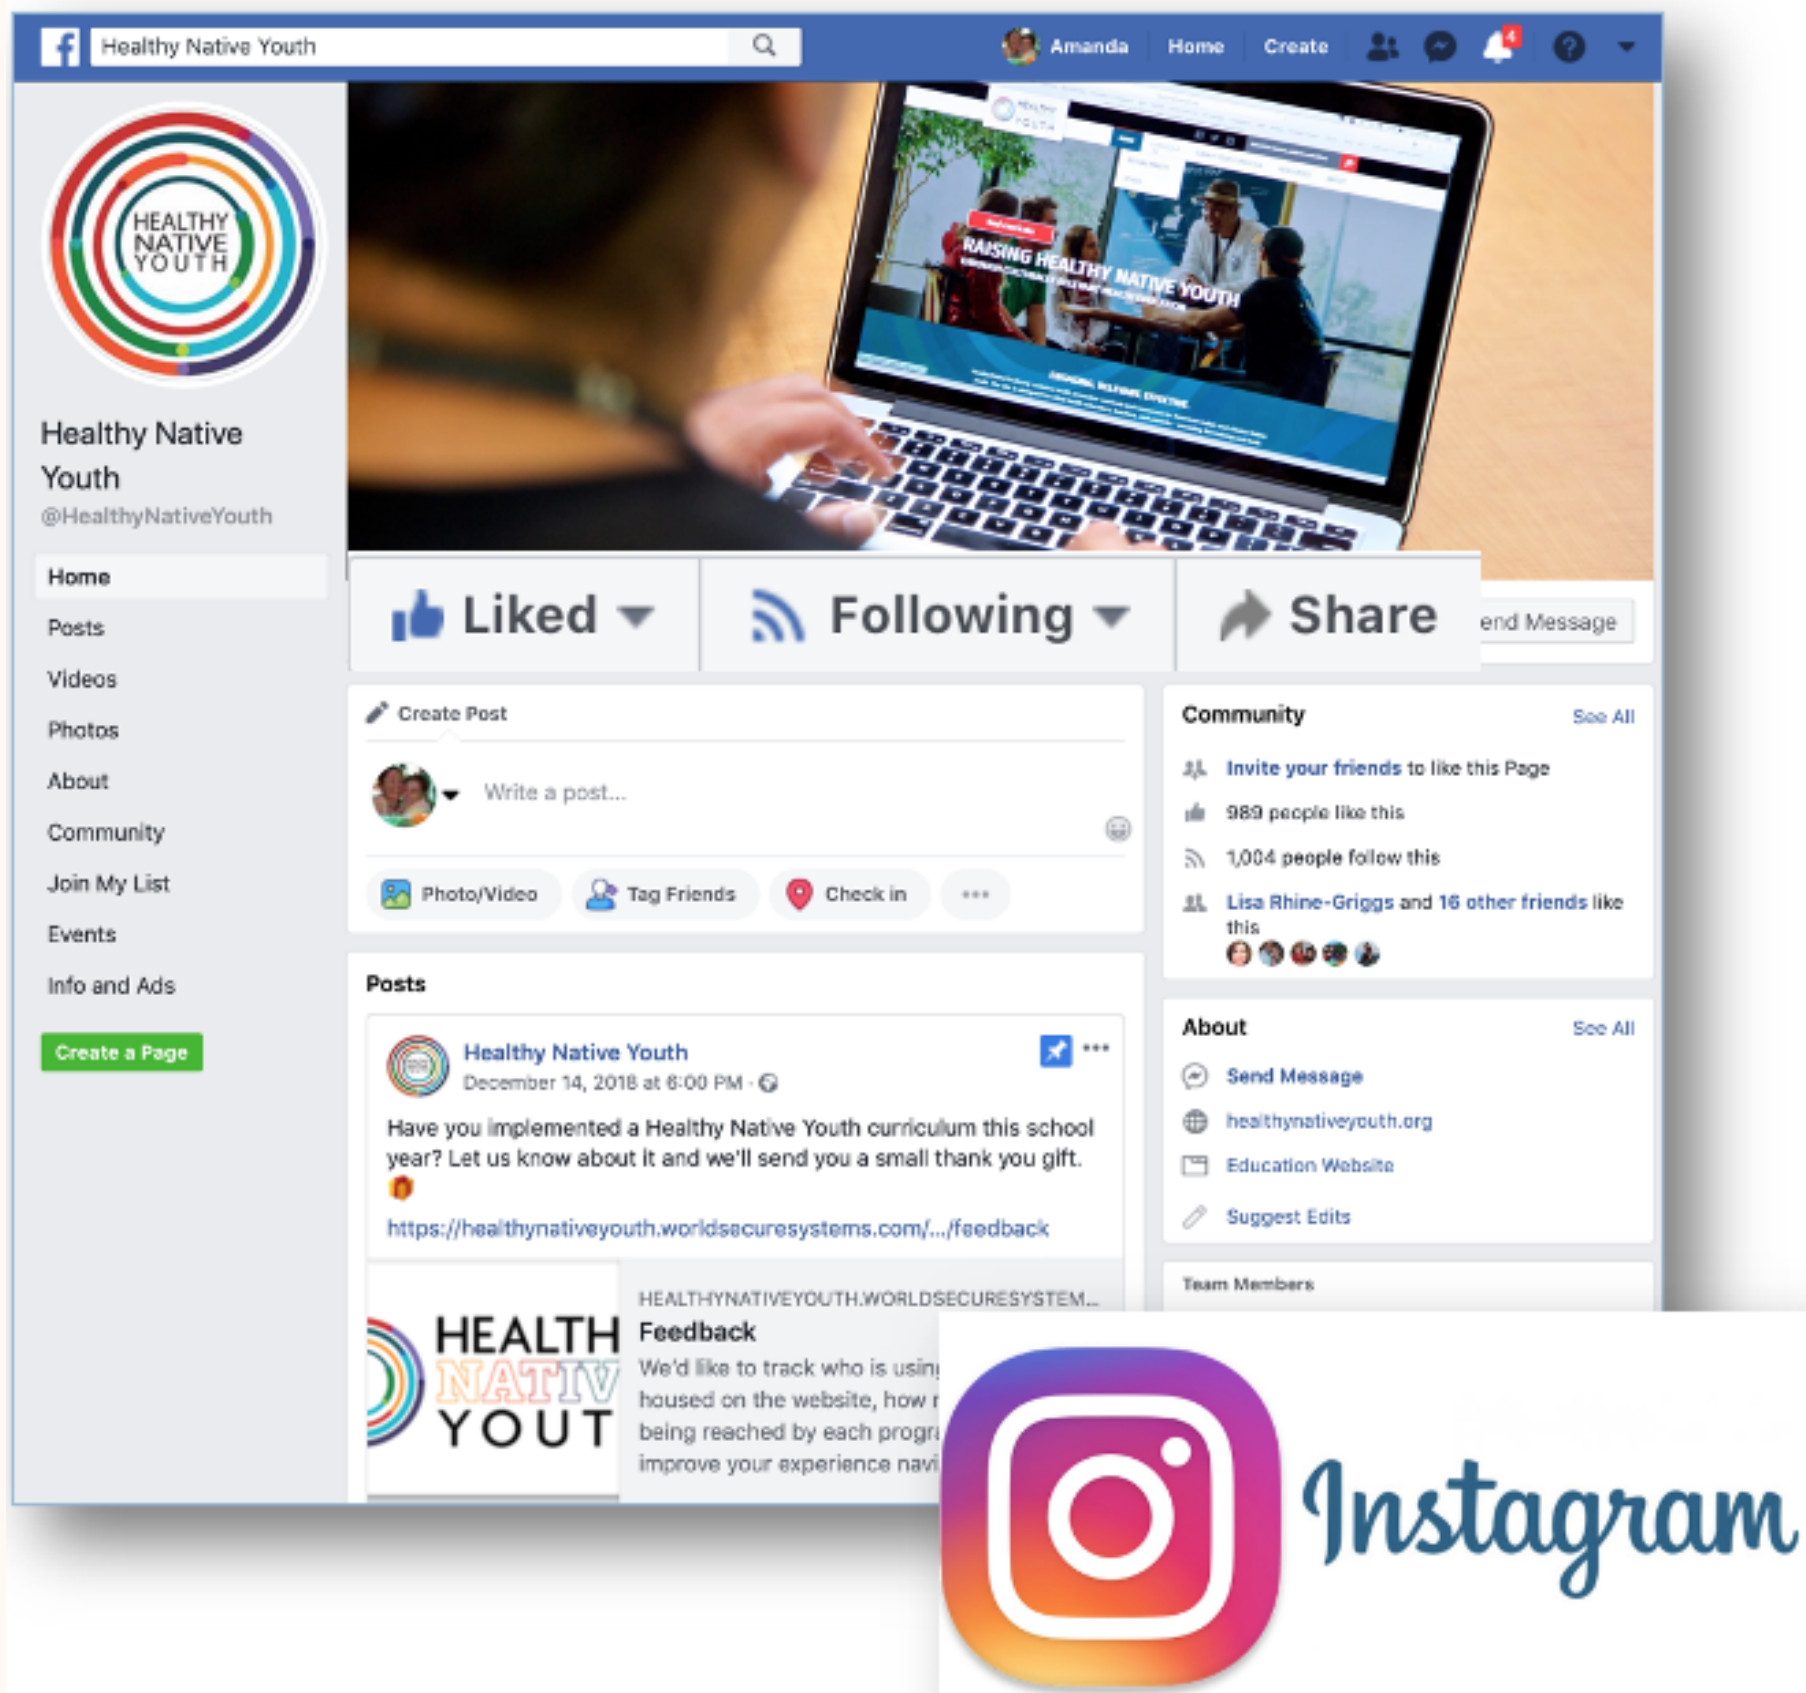 Healthy Native Youth
Amanda
Home
Create
4
HEALTHY
NATIVE
YOUTH
Healthy Native
Youth
@HealthyNativeYouth
Home
Posts
Videos
Photos
About
Community
Join My List
Events
Info and Ads
Create a Page
HEALTHY
YOUTH
RAISING HEALTHY NATIVE YOUTH
ENGAGING, RELEVANT, EFFECTIVE.
Liked
Following
Share
end Message
Create Post
Write a post...
Photo/Video
Tag Friends
Check in
Posts
Healthy Native Youth
December 14, 2018 at 6:00 PM ·
Have you implemented a Healthy Native Youth curriculum this school
year? Let us know about it and we'll send you a small thank you gift.
https://healthynativeyouth.worldsecuresystems.com/.../feedback
HEALTH
NATIV
YOUT
HEALTHYNATIVEYOUTH.WORLDSECURESYSTEM...
Feedback
We'd like to track who is using
housed on the website, how
being reached by each progra
improve your experience navi
Community
See All
Invite your friends to like this Page
989 people like this
1,004 people follow this
Lisa Rhine-Griggs and 16 other friends like
this
About
See All
Send Message
healthynativeyouth.org
Education Website
Suggest Edits
Team Members
Instagram